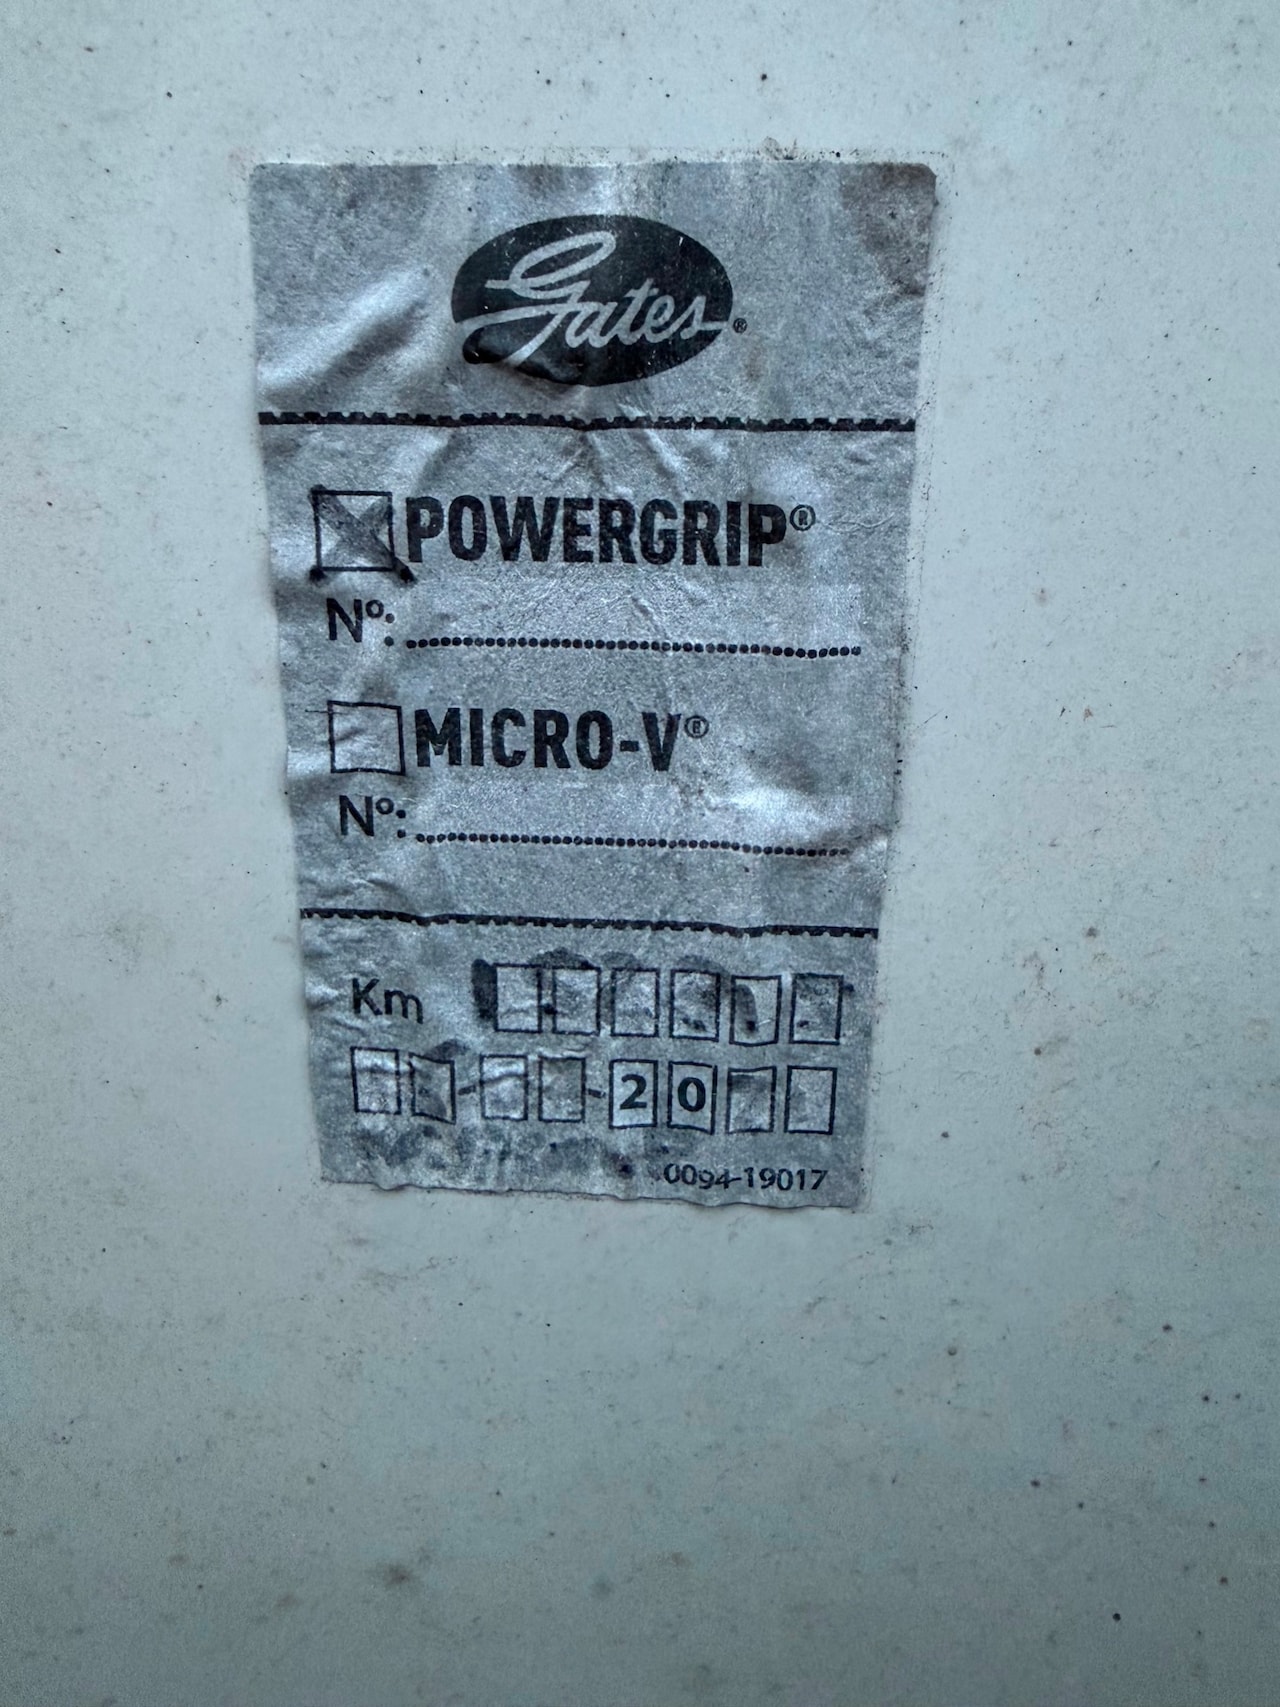 Gates®
POWERGRIP®
Nº:
MICRO-V®
Nº:
Km
- - 20
0094-19017